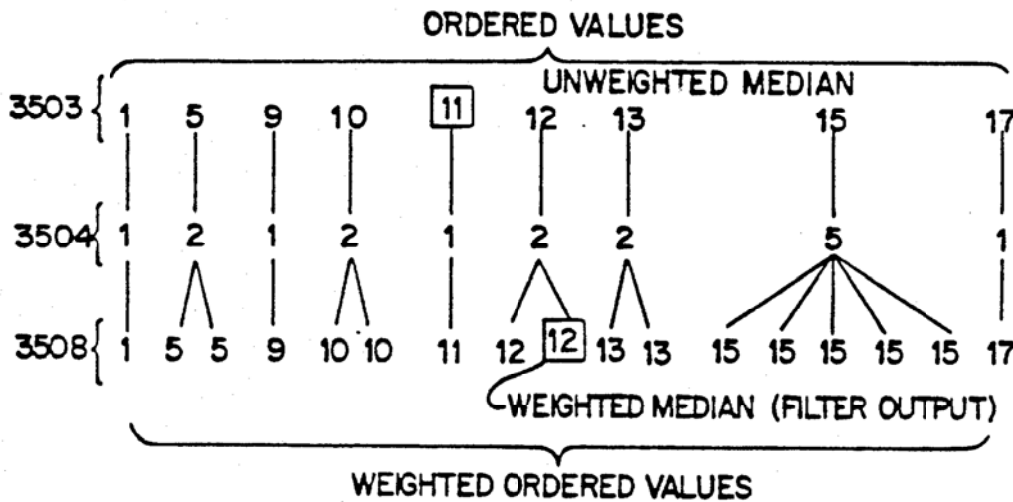 ORDERED VALUES
UNWEIGHTED MEDIAN
3503 1 5 9 10 11 12 13 15 17
3504 1 2 1 2 1 2 2 5 1
3508 1 5 5 9 10 10 11 12 12 13 13 15 15 15 15 15 17
WEIGHTED MEDIAN (FILTER OUTPUT)
WEIGHTED ORDERED VALUES